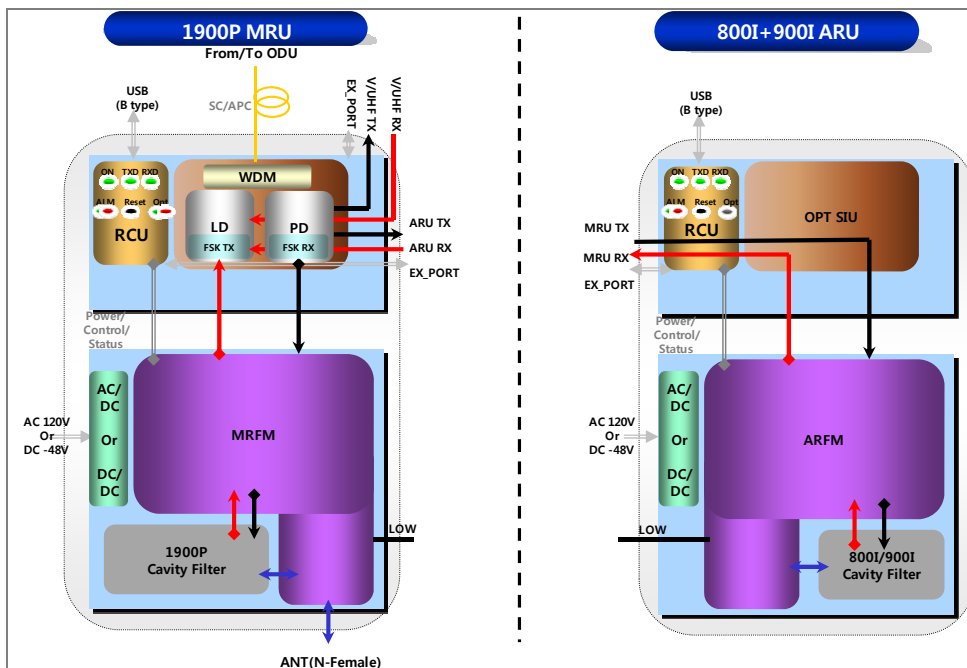 1900P MRU
From/To ODU
USB
(B type)
SC/APC
EX_PORT
V/UHF TX
V/UHF RX
ON TXD RXD
ALM Reset Opt
RCU
WDM
LD
PD
FSK TX
FSK RX
ARU TX
ARU RX
EX_PORT
Power/
Control/
Status
AC/
DC
Or
DC/
DC
AC 120V
Or
DC -48V
MRFM
LOW
1900P
Cavity Filter
ANT(N-Female)
800I+900I ARU
USB
(B type)
ON TXD RXD
ALM Reset Opt
RCU
OPT SIU
MRU TX
MRU RX
EX_PORT
Power/
Control/
Status
AC/
DC
Or
DC/
DC
AC 120V
Or
DC -48V
ARFM
LOW
800I/900I
Cavity Filter